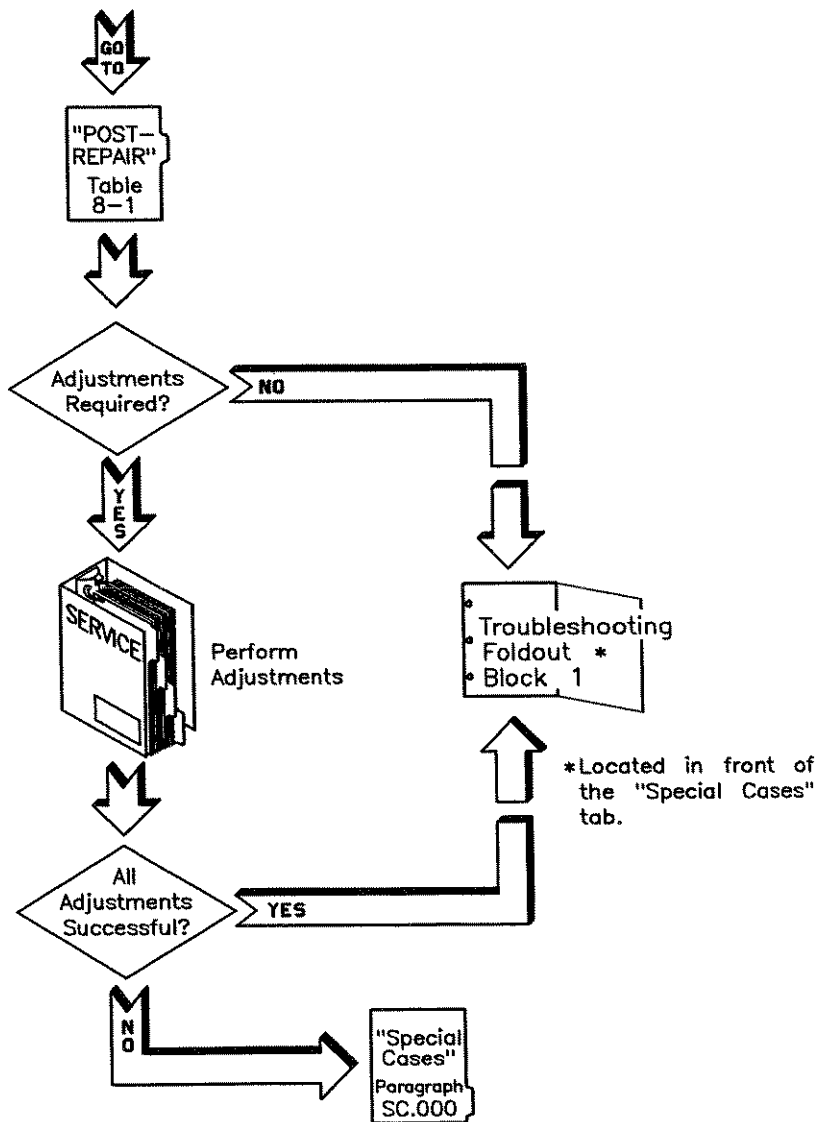 GO
TO
"POST-
REPAIR"
Table
8-1
Adjustments
Required?
NO
YES
SERVICE
Perform
Adjustments
Troubleshooting
Foldout *
Block 1
*Located in front of
the "Special Cases"
tab.
All
Adjustments
Successful?
YES
NO
"Special
Cases"
Paragraph
SC.000